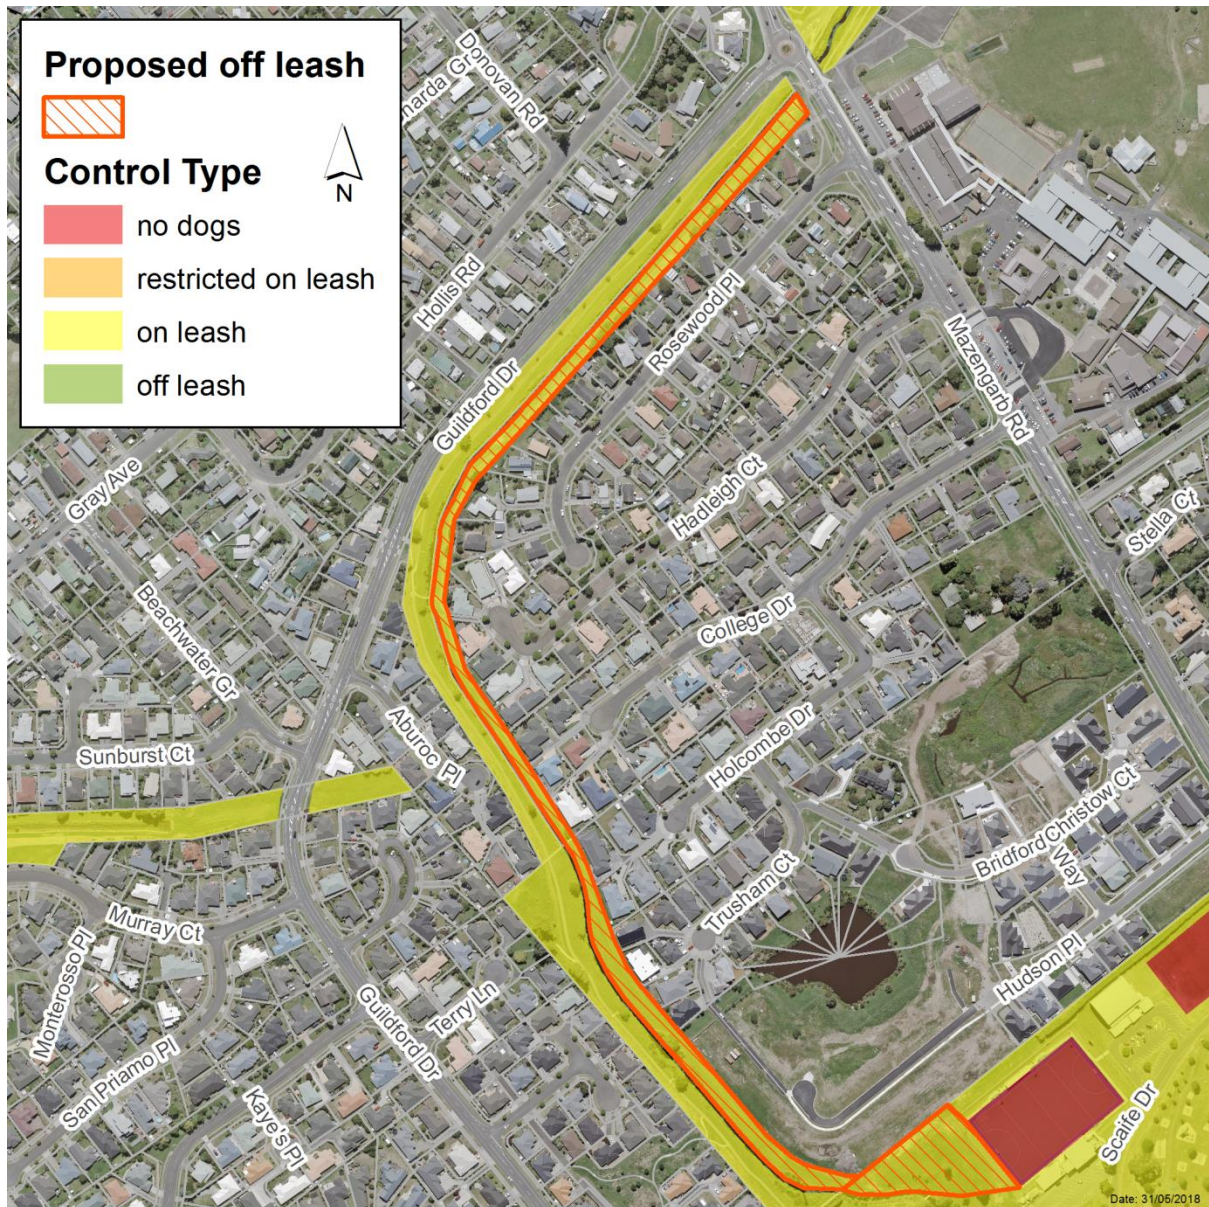 Proposed off leash
Control Type
N
no dogs
restricted on leash
on leash
off leash
Donovan Rd
narda Gr
Hollis Rd
Guildford Dr
Rosewood Pl
Mazengarb Rd
Gray Ave
Hadleigh Ct
Stella Ct
Beachwater Gr
College Dr
Sunburst Ct
Aburoc Pl
Holcombe Dr
Bridford
Christow Ct
Way
Trusham Ct
Murray Ct
Monterosso Pl
Terry Ln
Guildford Dr
Hudson Pl
San Priamo Pl
Kaye's Pl
Scaife Dr
Date: 31/05/2018